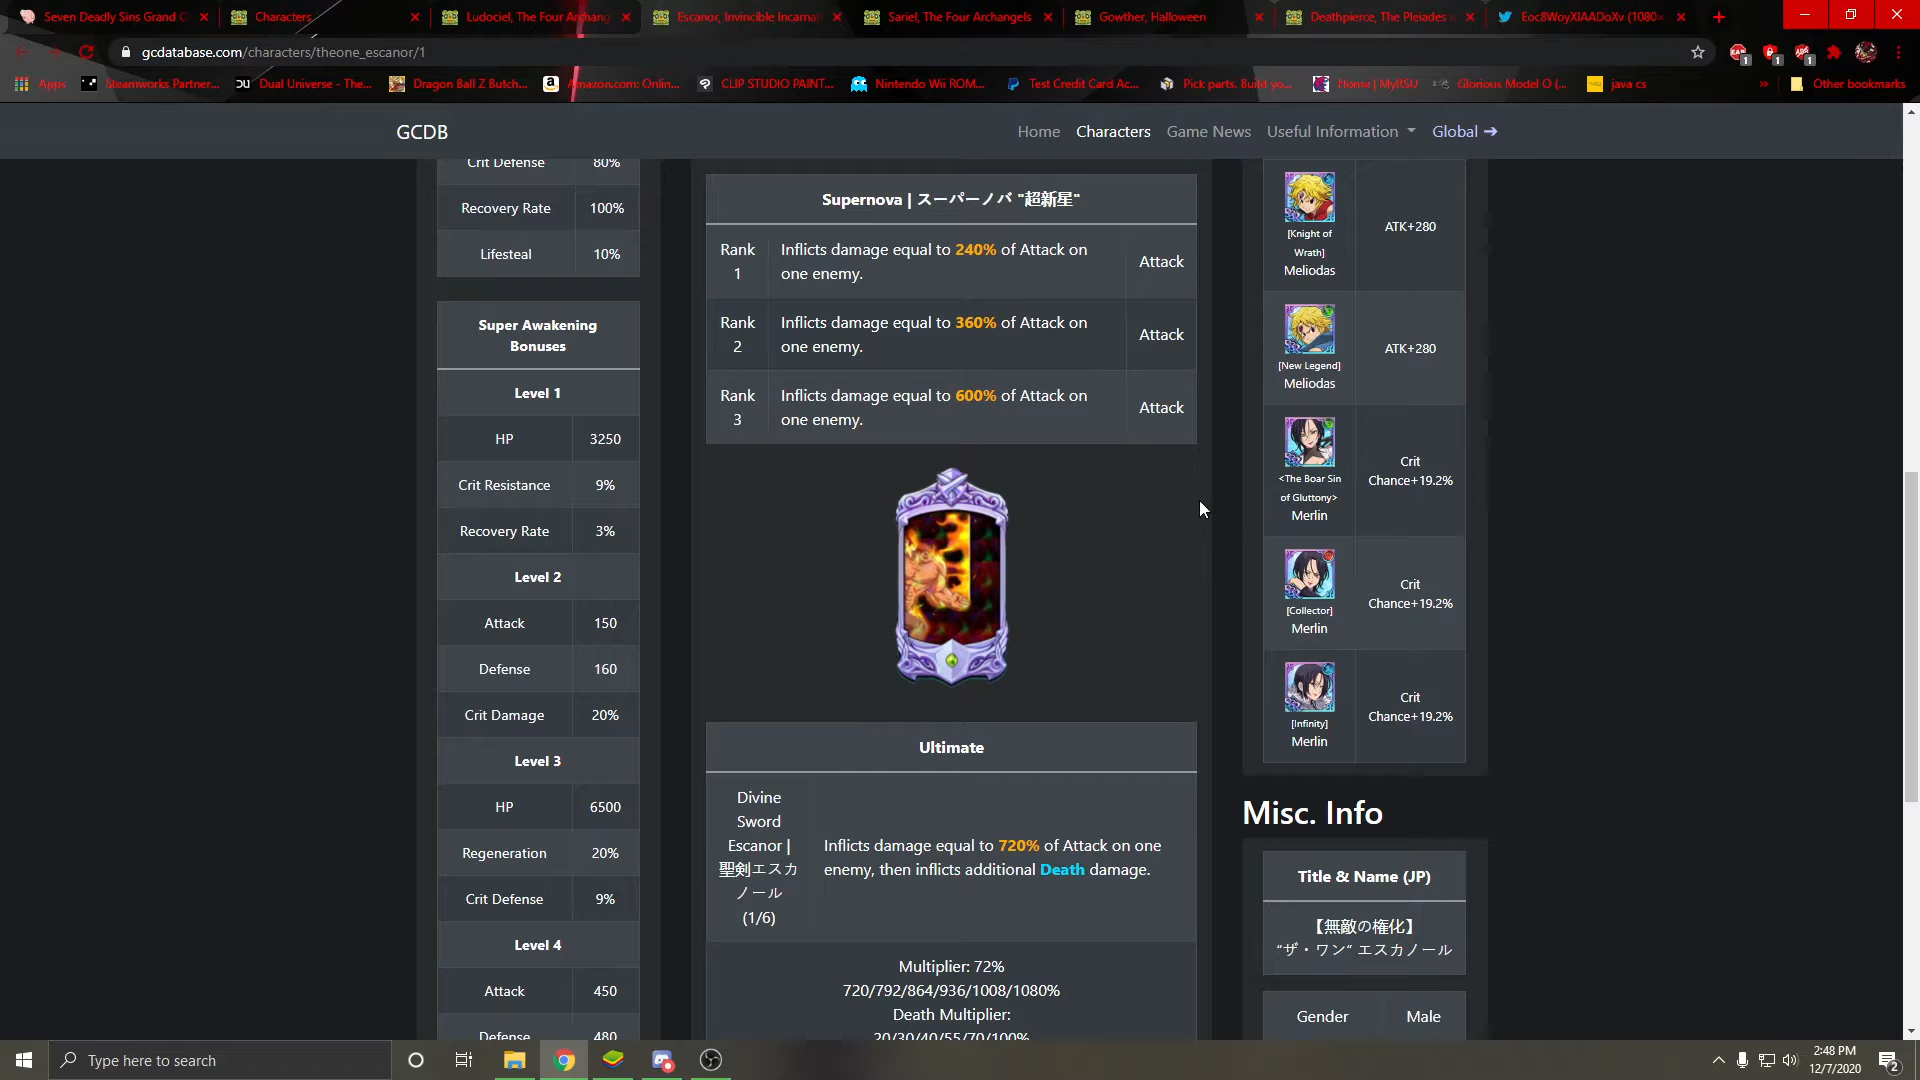 Seven Deadly Sins Grand C
Characters
Ludociel, The Four Archang
Escanor, Invincible Incarna
Sariel, The Four Archangels
Gowther, Halloween
Deathpierce, The Pleiades
Eoc8WoyXIAADoXv (1080×
gcdatabase.com/characters/theone_escanor/1
Apps
Steamworks Partner...
Dual Universe - The...
Dragon Ball Z Butch...
Amazon.com: Onlin...
CLIP STUDIO PAINT...
Nintendo Wii ROM...
Test Credit Card Ac...
Pick parts. Build yo...
Home | MyRSU
Glorious Model O (...
java cs
»
Other bookmarks
GCDB
Home
Characters
Game News
Useful Information
Global ➔
Crit Defense 80%
Recovery Rate 100%
Lifesteal 10%
Super Awakening
Bonuses
Level 1
HP 3250
Crit Resistance 9%
Recovery Rate 3%
Level 2
Attack 150
Defense 160
Crit Damage 20%
Level 3
HP 6500
Regeneration 20%
Crit Defense 9%
Level 4
Attack 450
Defense 480
Supernova | スーパーノバ "超新星"
Rank
1
Inflicts damage equal to 240% of Attack on
one enemy.
Attack
Rank
2
Inflicts damage equal to 360% of Attack on
one enemy.
Attack
Rank
3
Inflicts damage equal to 600% of Attack on
one enemy.
Attack
Ultimate
Divine
Sword
Escanor |
聖剣エスカ
ノール
(1/6)
Inflicts damage equal to 720% of Attack on one
enemy, then inflicts additional Death damage.
Multiplier: 72%
720/792/864/936/1008/1080%
Death Multiplier:
20/30/40/55/70/100%
[Knight of
Wrath]
Meliodas
ATK+280
[New Legend]
Meliodas
ATK+280
<The Boar Sin
of Gluttony>
Merlin
Crit
Chance+19.2%
[Collector]
Merlin
Crit
Chance+19.2%
[Infinity]
Merlin
Crit
Chance+19.2%
Misc. Info
Title & Name (JP)
【無敵の権化】
“ザ・ワン” エスカノール
Gender Male
Type here to search
2:48 PM
12/7/2020
2